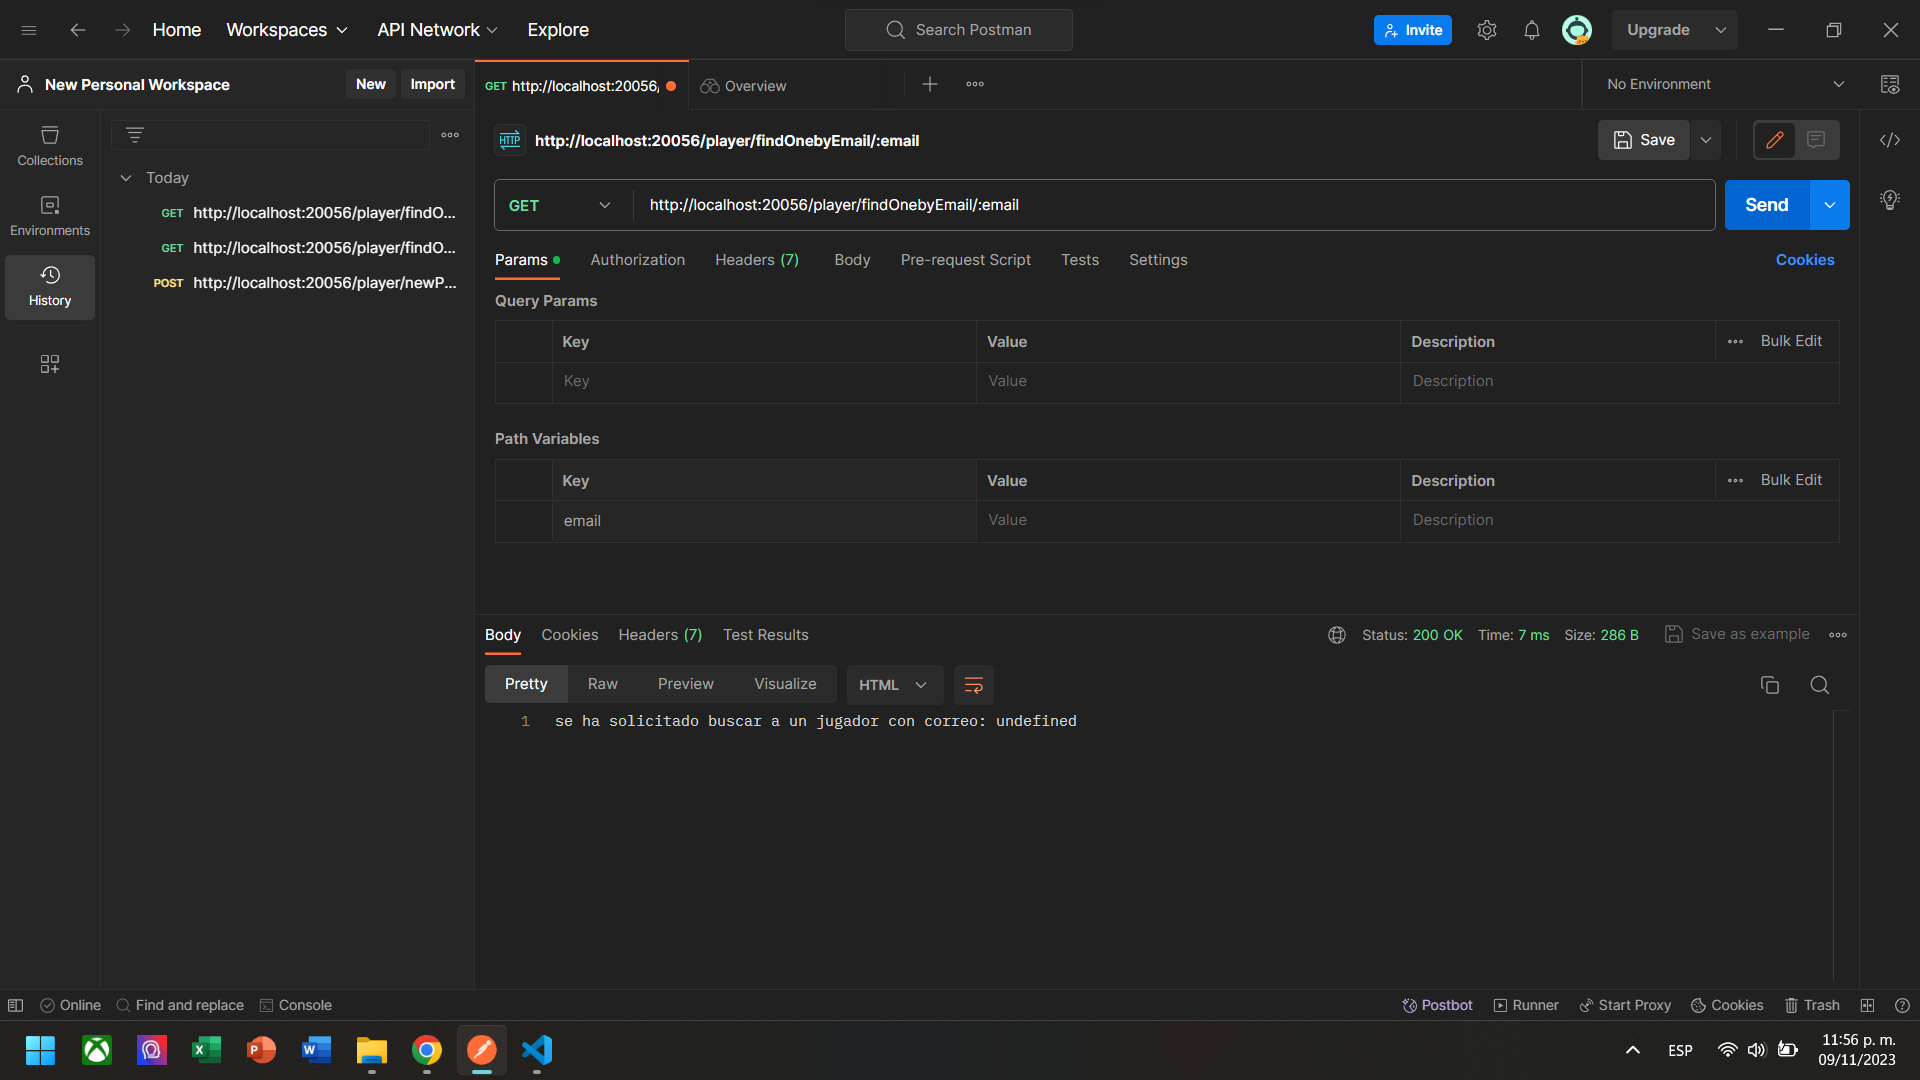 Home Workspaces API Network Explore Search Postman Invite Upgrade
New Personal Workspace New Import GET http://localhost:20056/ Overview No Environment
Collections
Environments
History
Today
GET http://localhost:20056/player/findO...
GET http://localhost:20056/player/findO...
POST http://localhost:20056/player/newP...
HTTP http://localhost:20056/player/findOnebyEmail/:email Save
GET http://localhost:20056/player/findOnebyEmail/:email Send
Params Authorization Headers (7) Body Pre-request Script Tests Settings Cookies
Query Params
Key Value Description Bulk Edit
Key Value Description
Path Variables
Key Value Description Bulk Edit
email Value Description
Body Cookies Headers (7) Test Results Status: 200 OK Time: 7 ms Size: 286 B Save as example
Pretty Raw Preview Visualize HTML
1 se ha solicitado buscar a un jugador con correo: undefined
Online Find and replace Console Postbot Runner Start Proxy Cookies Trash
ESP 11:56 p. m.
09/11/2023